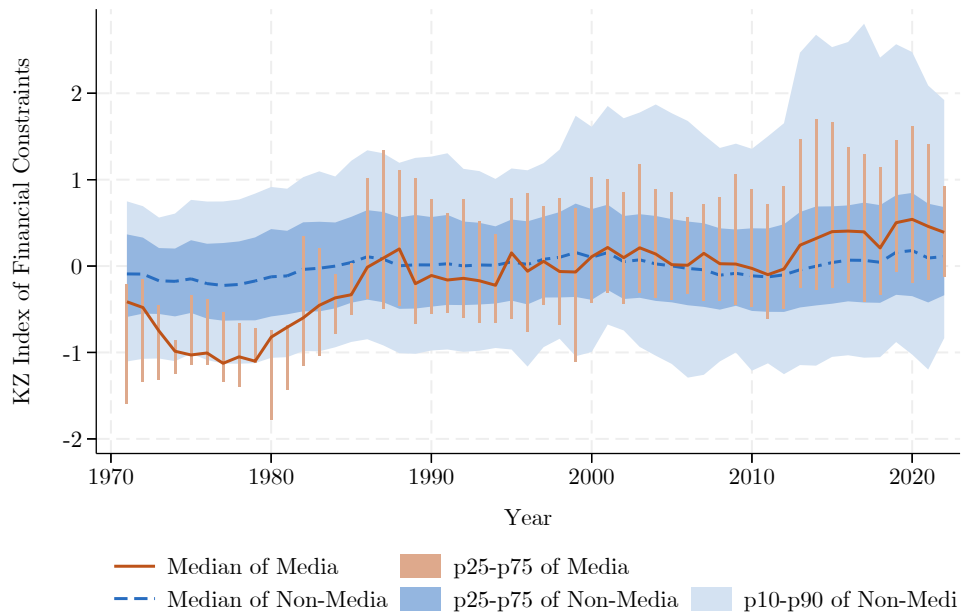 KZ Index of Financial Constraints
2
1
0
-1
-2
1970 1980 1990 2000 2010 2020
Year
Median of Media p25-p75 of Media
Median of Non-Media p25-p75 of Non-Media p10-p90 of Non-Medi